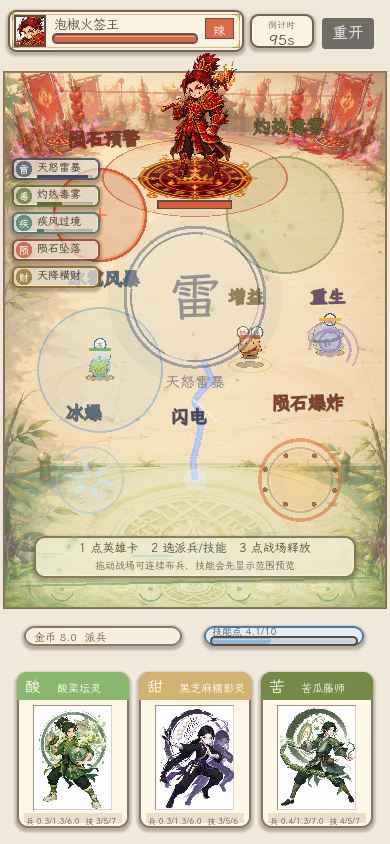 泡椒火签王
辣
倒计时
95s
重开
陨石预警
灼热毒雾
雷 天怒雷暴
毒 灼热毒雾
疾 疾风过境
陨 陨石坠落
财 天降横财
风暴
雷
增益
重生
天怒雷暴
冰爆
闪电
陨石爆炸
1 点英雄卡 2 选派兵/技能 3 点战场释放
拖动战场可连续布兵，技能会先显示范围预览
金币 8.0 派兵
技能点 4.1/10
酸 酸菜坛灵
甜 黑芝麻糯影灵
苦 苦瓜藤师
兵 0.3/1.3/6.0 技 3/5/7
兵 0.3/1.3/7.0 技 3/5/6
兵 0.4/1.3/7.0 技 4/5/7